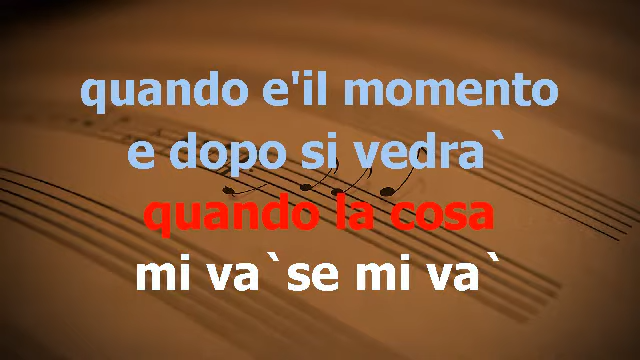 quando e'il momento
e dopo si vedra`
quando la cosa
mi va`se mi va`